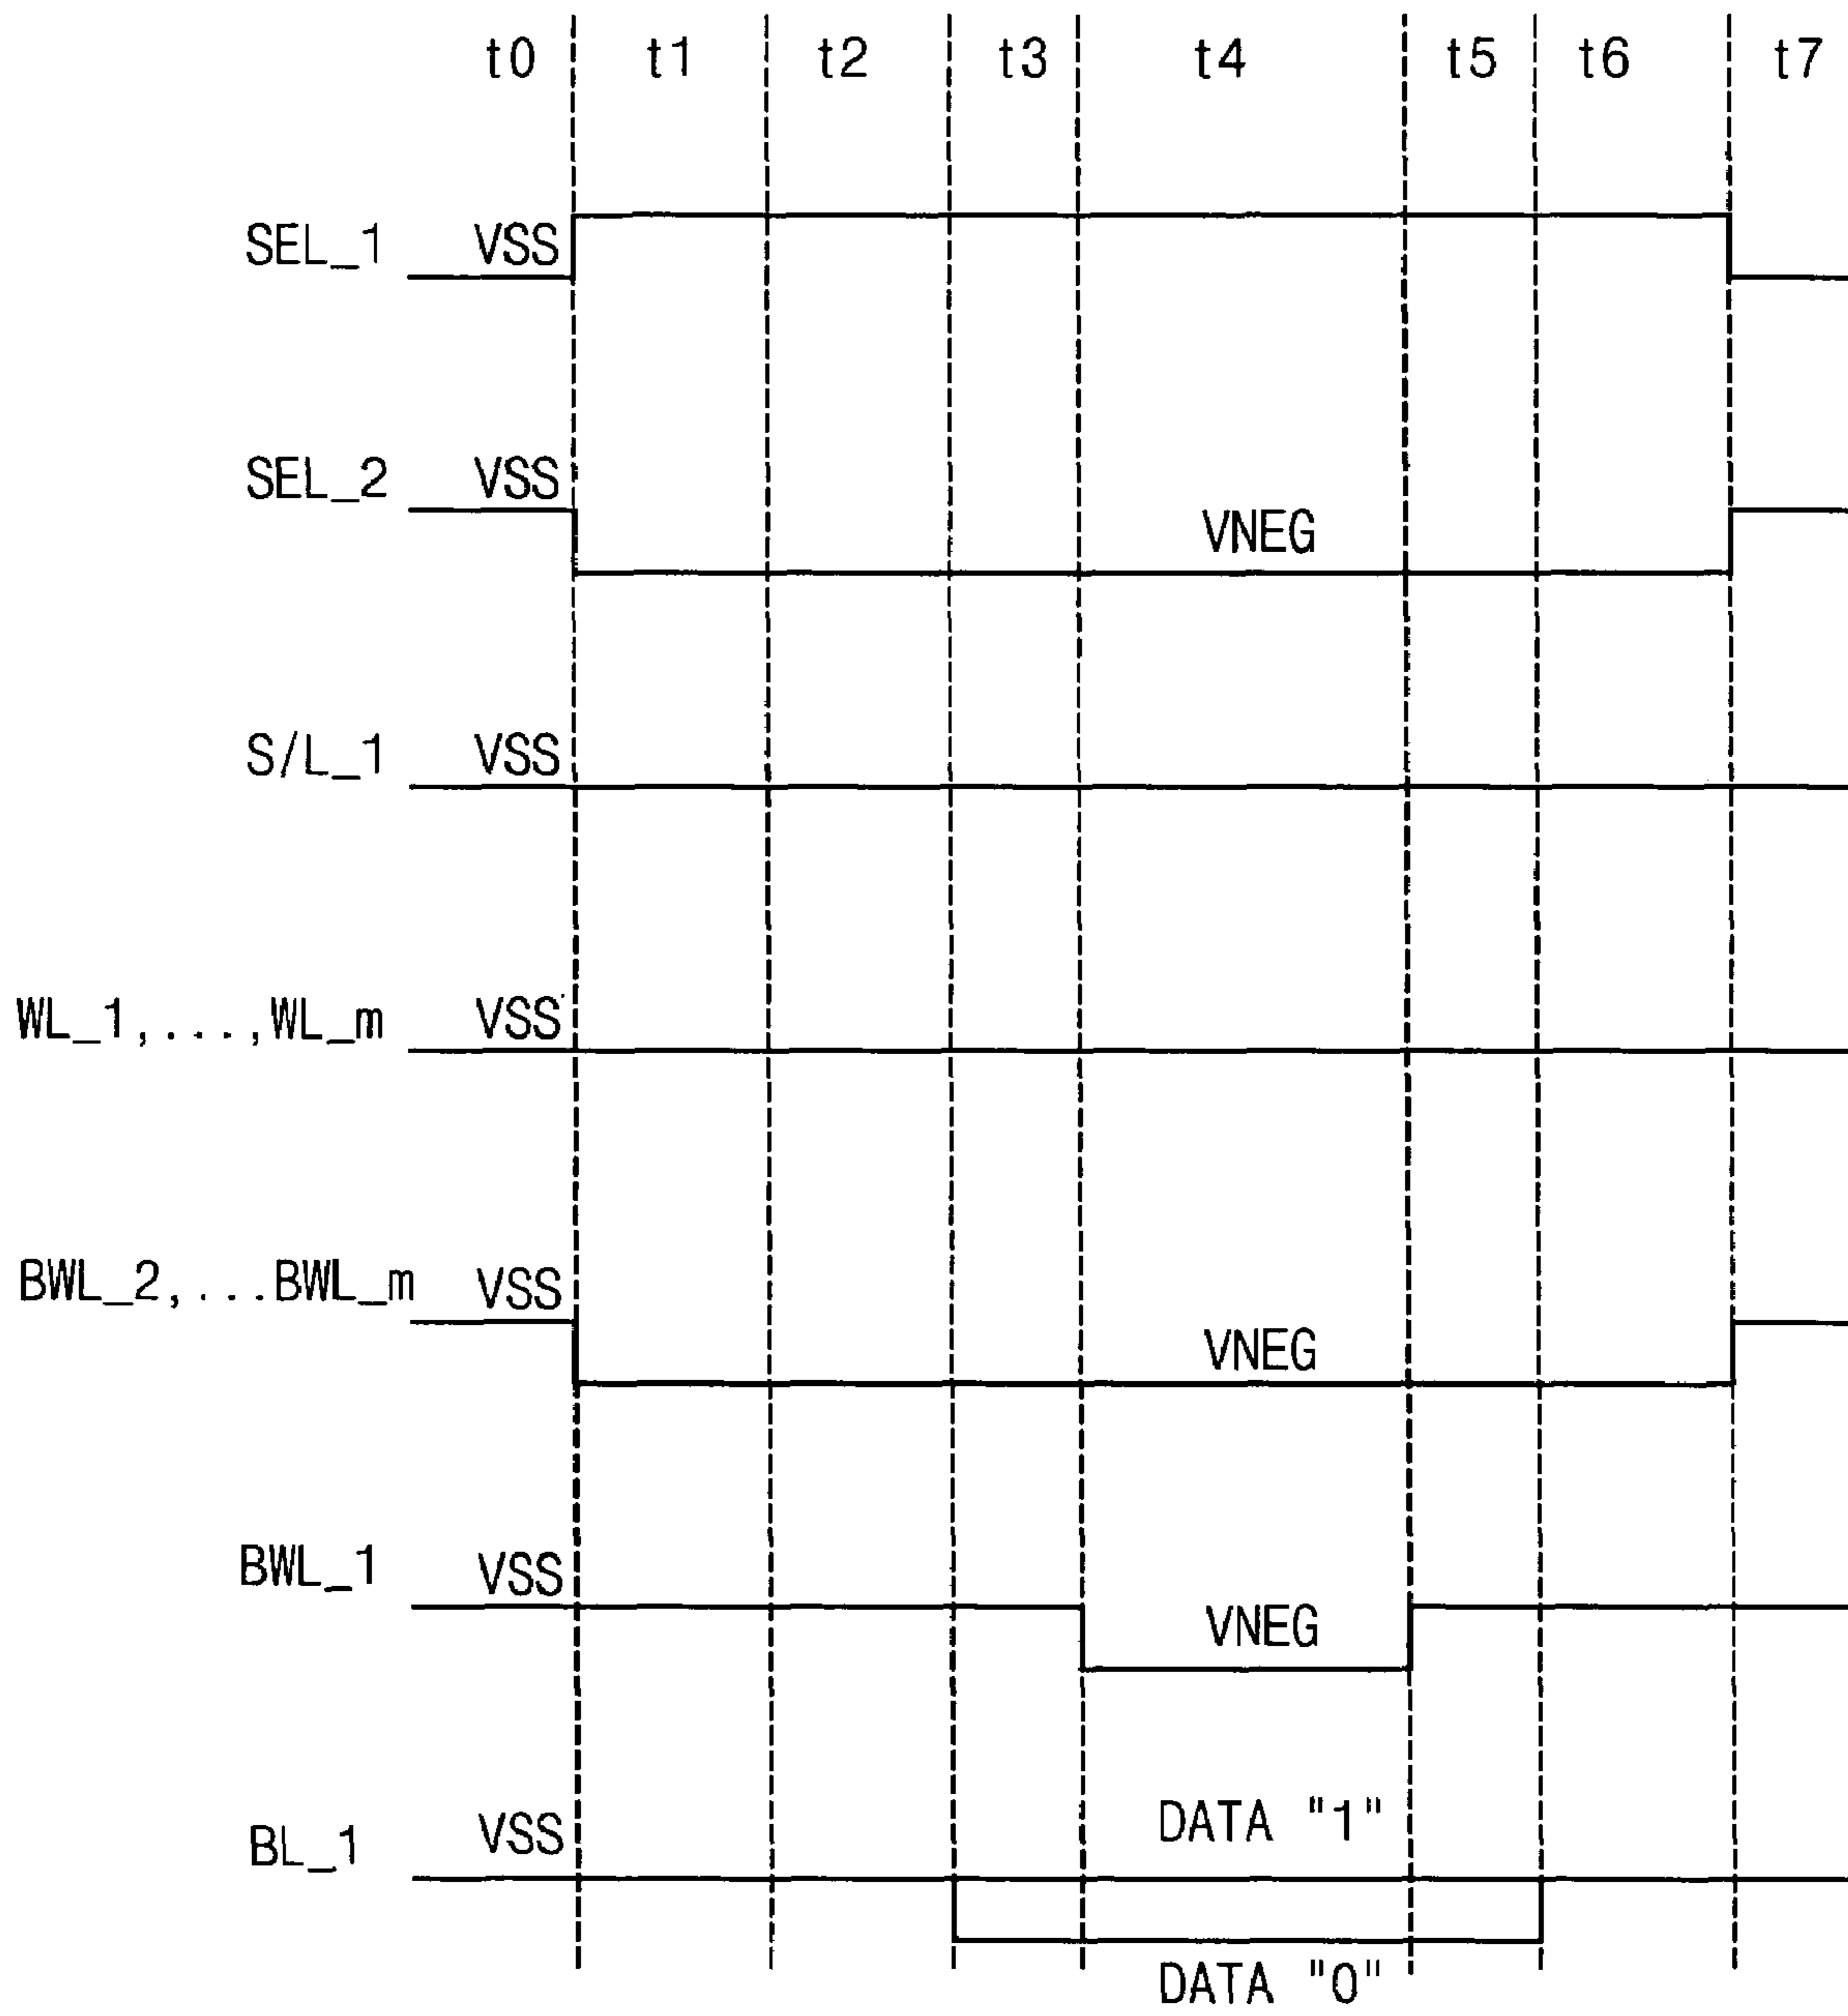 t0 t1 t2 t3 t4 t5 t6 t7
SEL_1 VSS
SEL_2 VSS
VNEG
S/L_1 VSS
WL_1,...,WL_m VSS
BWL_2,...BWL_m VSS
VNEG
BWL_1 VSS
VNEG
DATA "1"
BL_1 VSS
DATA "0"